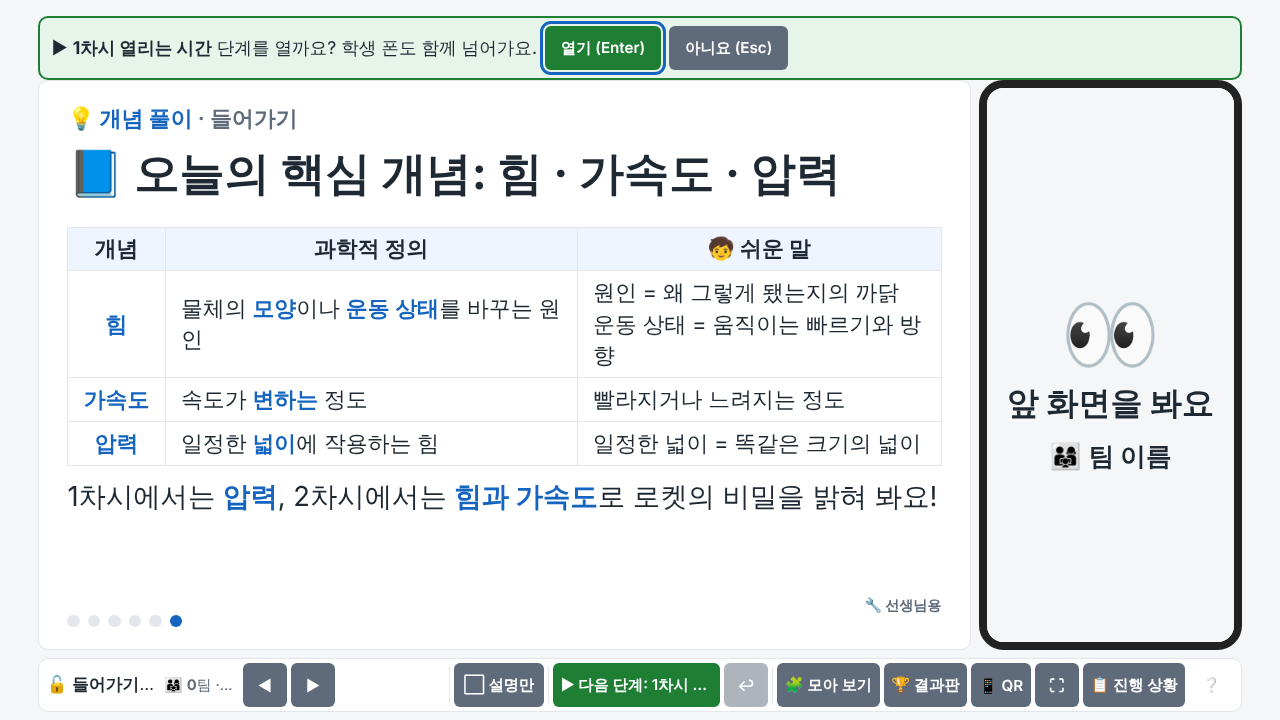 ▶ 1차시 열리는 시간 단계를 열까요? 학생 폰도 함께 넘어가요. 열기 (Enter) 아니요 (Esc)
💡 개념 풀이 · 들어가기
📘 오늘의 핵심 개념: 힘 · 가속도 · 압력
개념 과학적 정의 🧒 쉬운 말
힘
물체의 모양이나 운동 상태를 바꾸는 원
인
원인 = 왜 그렇게 됐는지의 까닭
운동 상태 = 움직이는 빠르기와 방
향
가속도 속도가 변하는 정도 빨라지거나 느려지는 정도
압력 일정한 넓이에 작용하는 힘 일정한 넓이 = 똑같은 크기의 넓이
1차시에서는 압력, 2차시에서는 힘과 가속도로 로켓의 비밀을 밝혀 봐요!
🔧 선생님용
👀
앞 화면을 봐요
👨‍👩‍👧 팀 이름
🔓 들어가기... 👨‍👩‍👧 0팀 ·... ◀ ▶ 설명만 ▶ 다음 단계: 1차시 ... ↩ 🧩 모아 보기 🏆 결과판 📱 QR ⛶ 📋 진행 상황 ❔